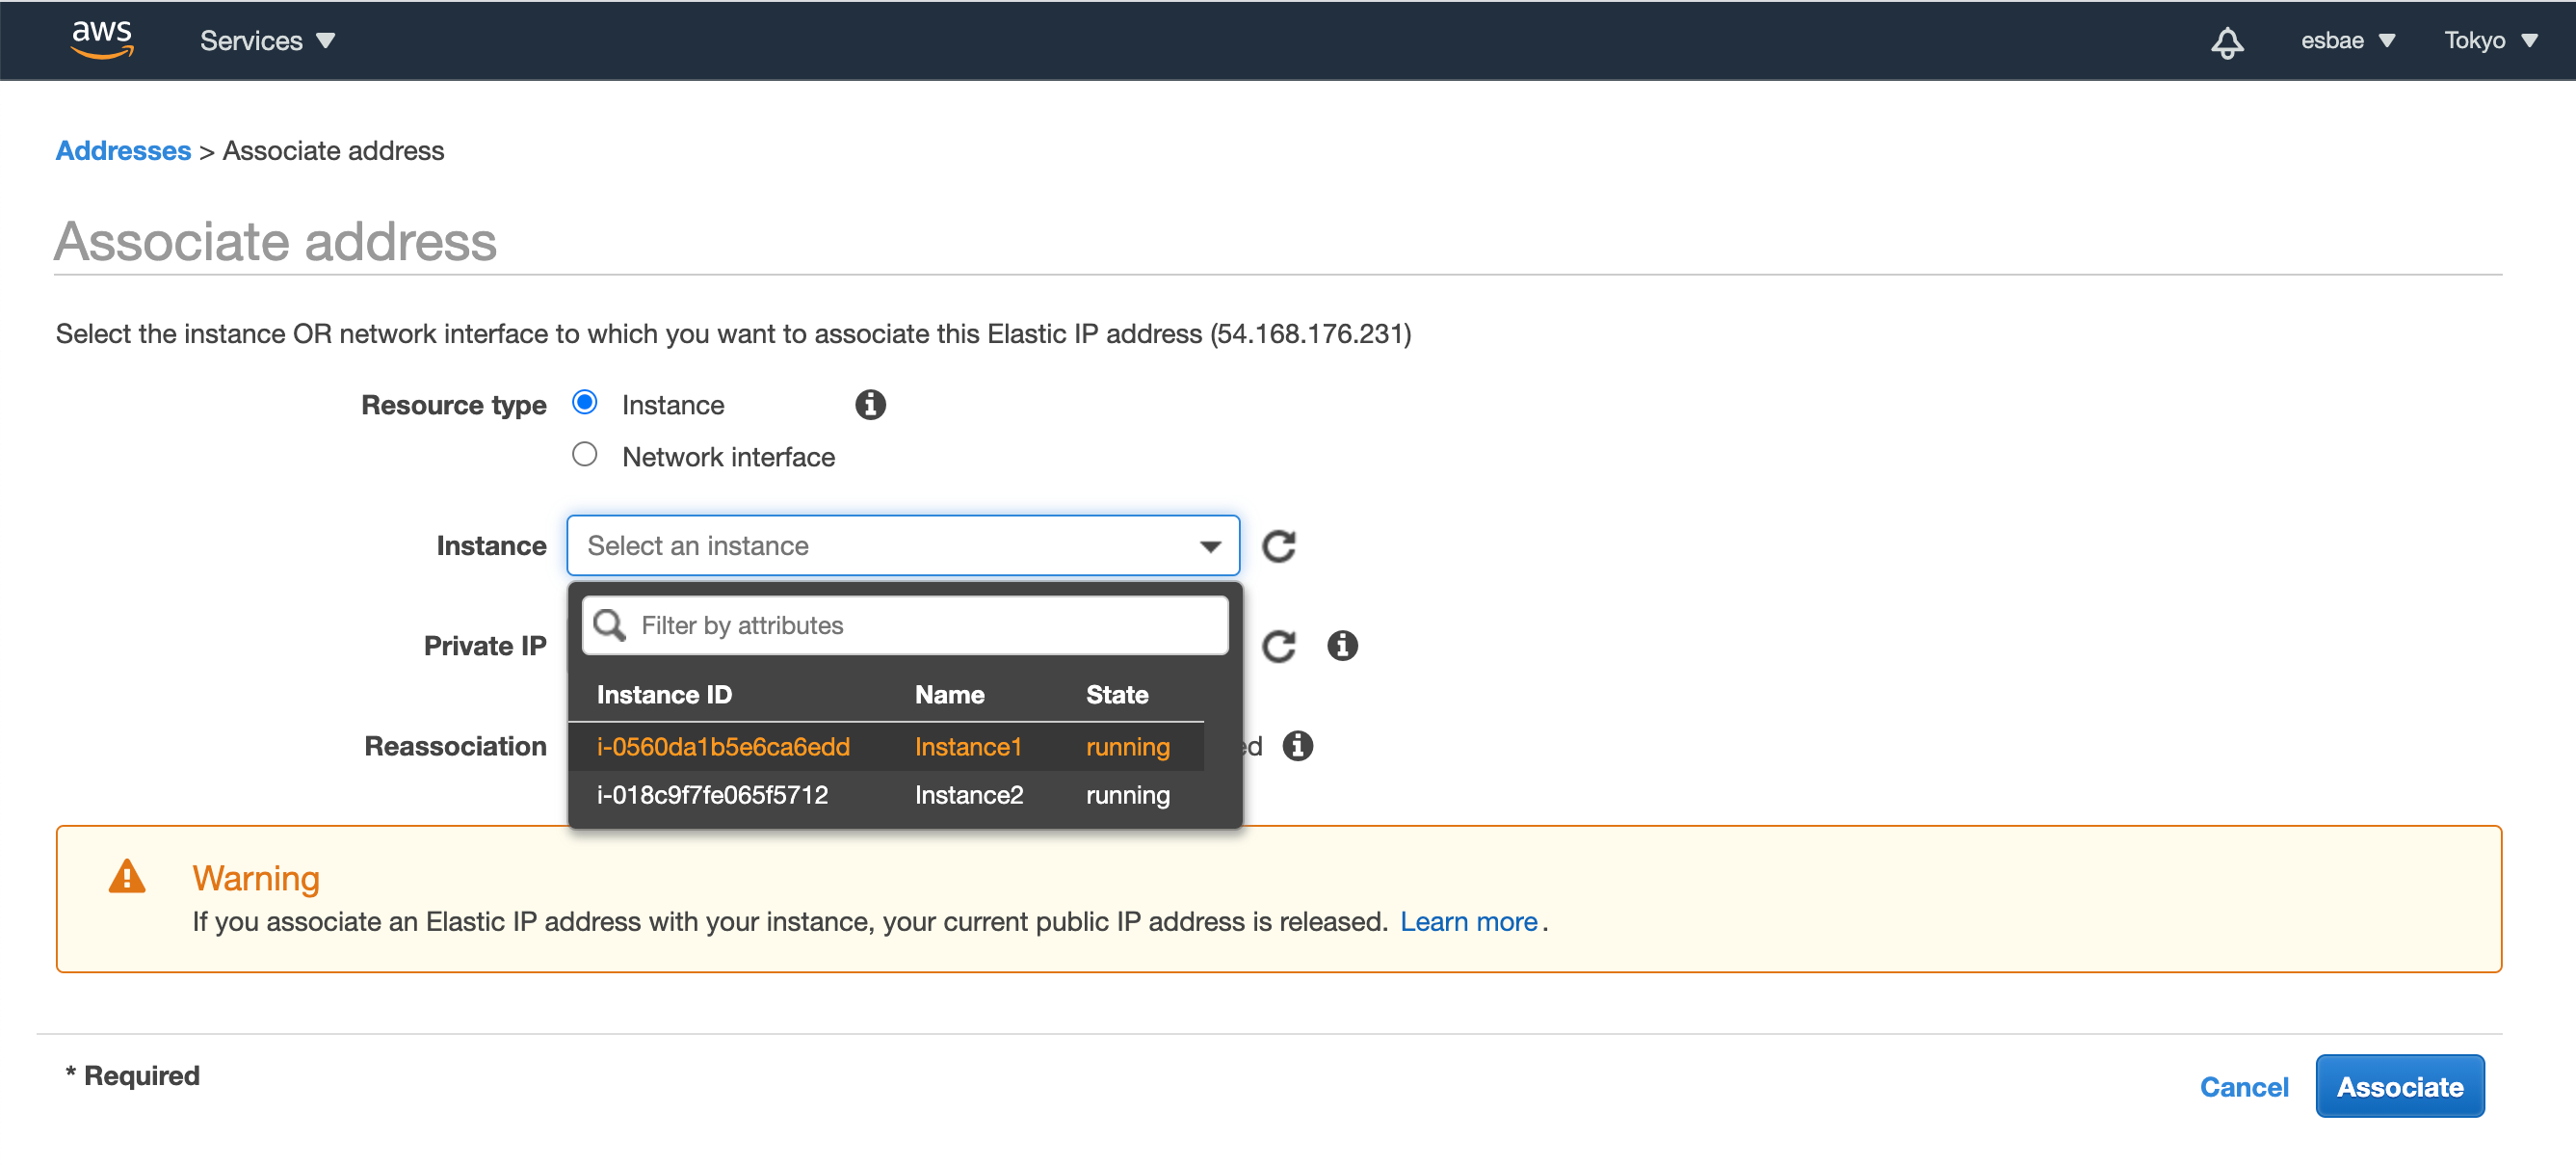 aws Services esbae Tokyo
Addresses > Associate address
Associate address
Select the instance OR network interface to which you want to associate this Elastic IP address (54.168.176.231)
Resource type Instance
Network interface
Instance Select an instance
Filter by attributes
Private IP
Instance ID Name State
Reassociation i-0560da1b5e6ca6edd Instance1 running
i-018c9f7fe065f5712 Instance2 running
Warning
If you associate an Elastic IP address with your instance, your current public IP address is released. Learn more.
* Required
Cancel Associate